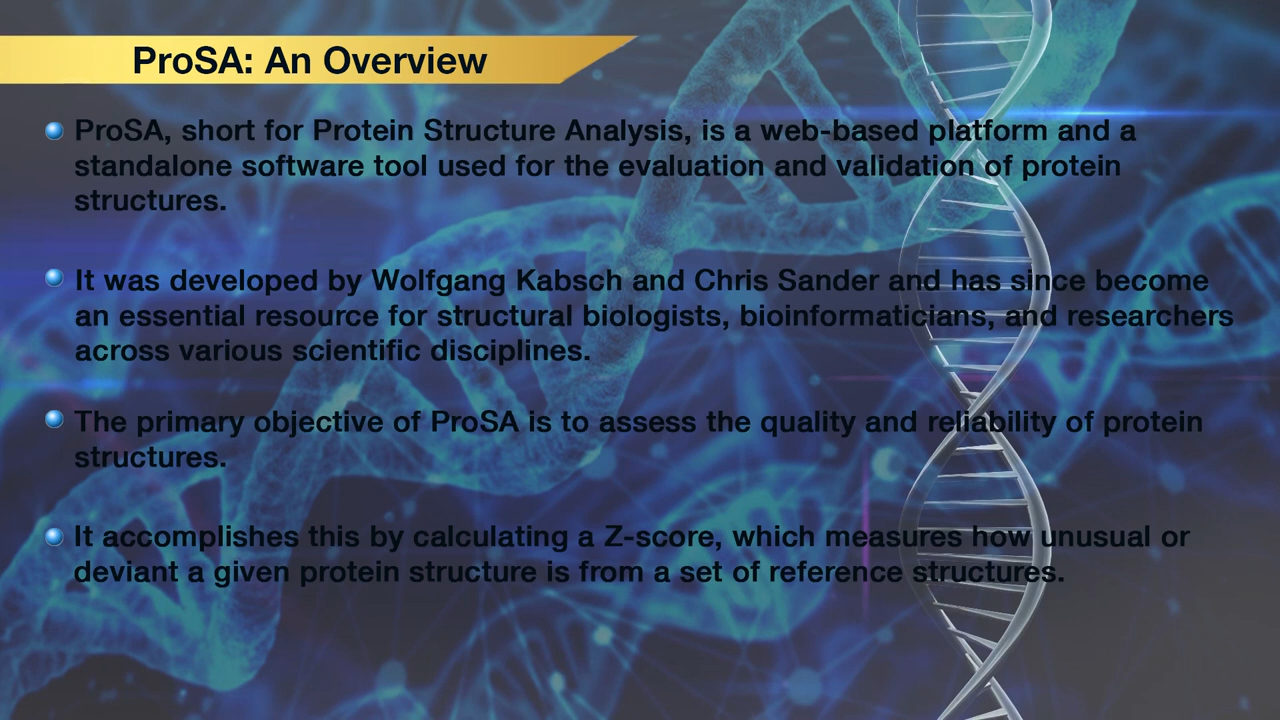 ProSA: An Overview
ProSA, short for Protein Structure Analysis, is a web-based platform and a
standalone software tool used for the evaluation and validation of protein
structures.
It was developed by Wolfgang Kabsch and Chris Sander and has since become
an essential resource for structural biologists, bioinformaticians, and researchers
across various scientific disciplines.
The primary objective of ProSA is to assess the quality and reliability of protein
structures.
It accomplishes this by calculating a Z-score, which measures how unusual or
deviant a given protein structure is from a set of reference structures.